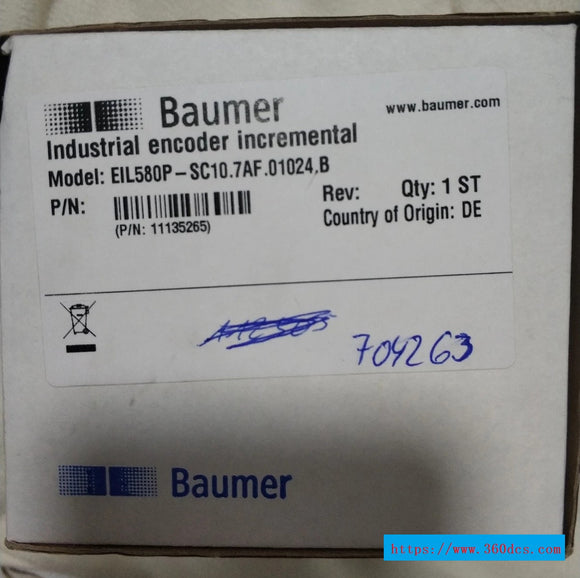 Baumer
www.baumer.com
Industrial encoder incremental
Model: EIL580P-SC10.7AF.01024.B
P/N:
(P/N: 11135265)
Rev: Qty: 1 ST
Country of Origin: DE
704263
Baumer
https://www.360dcs.com